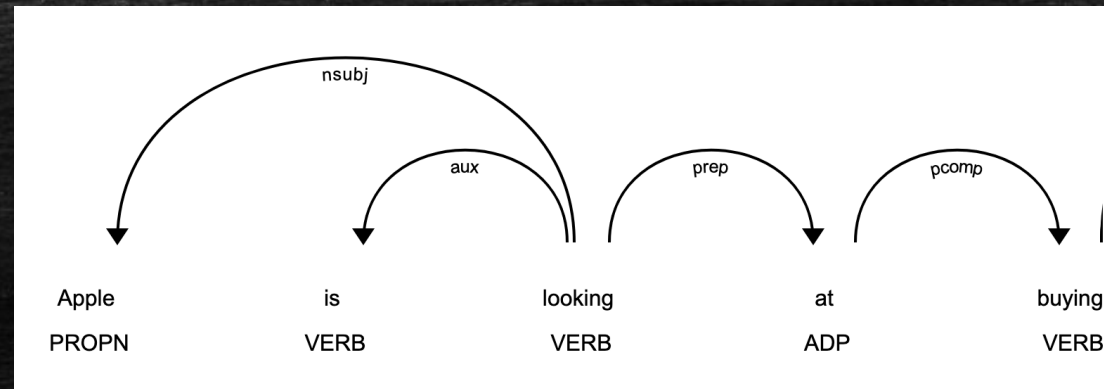 nsubj
aux prep pcomp
Apple is looking at buying
PROPN VERB VERB ADP VERB